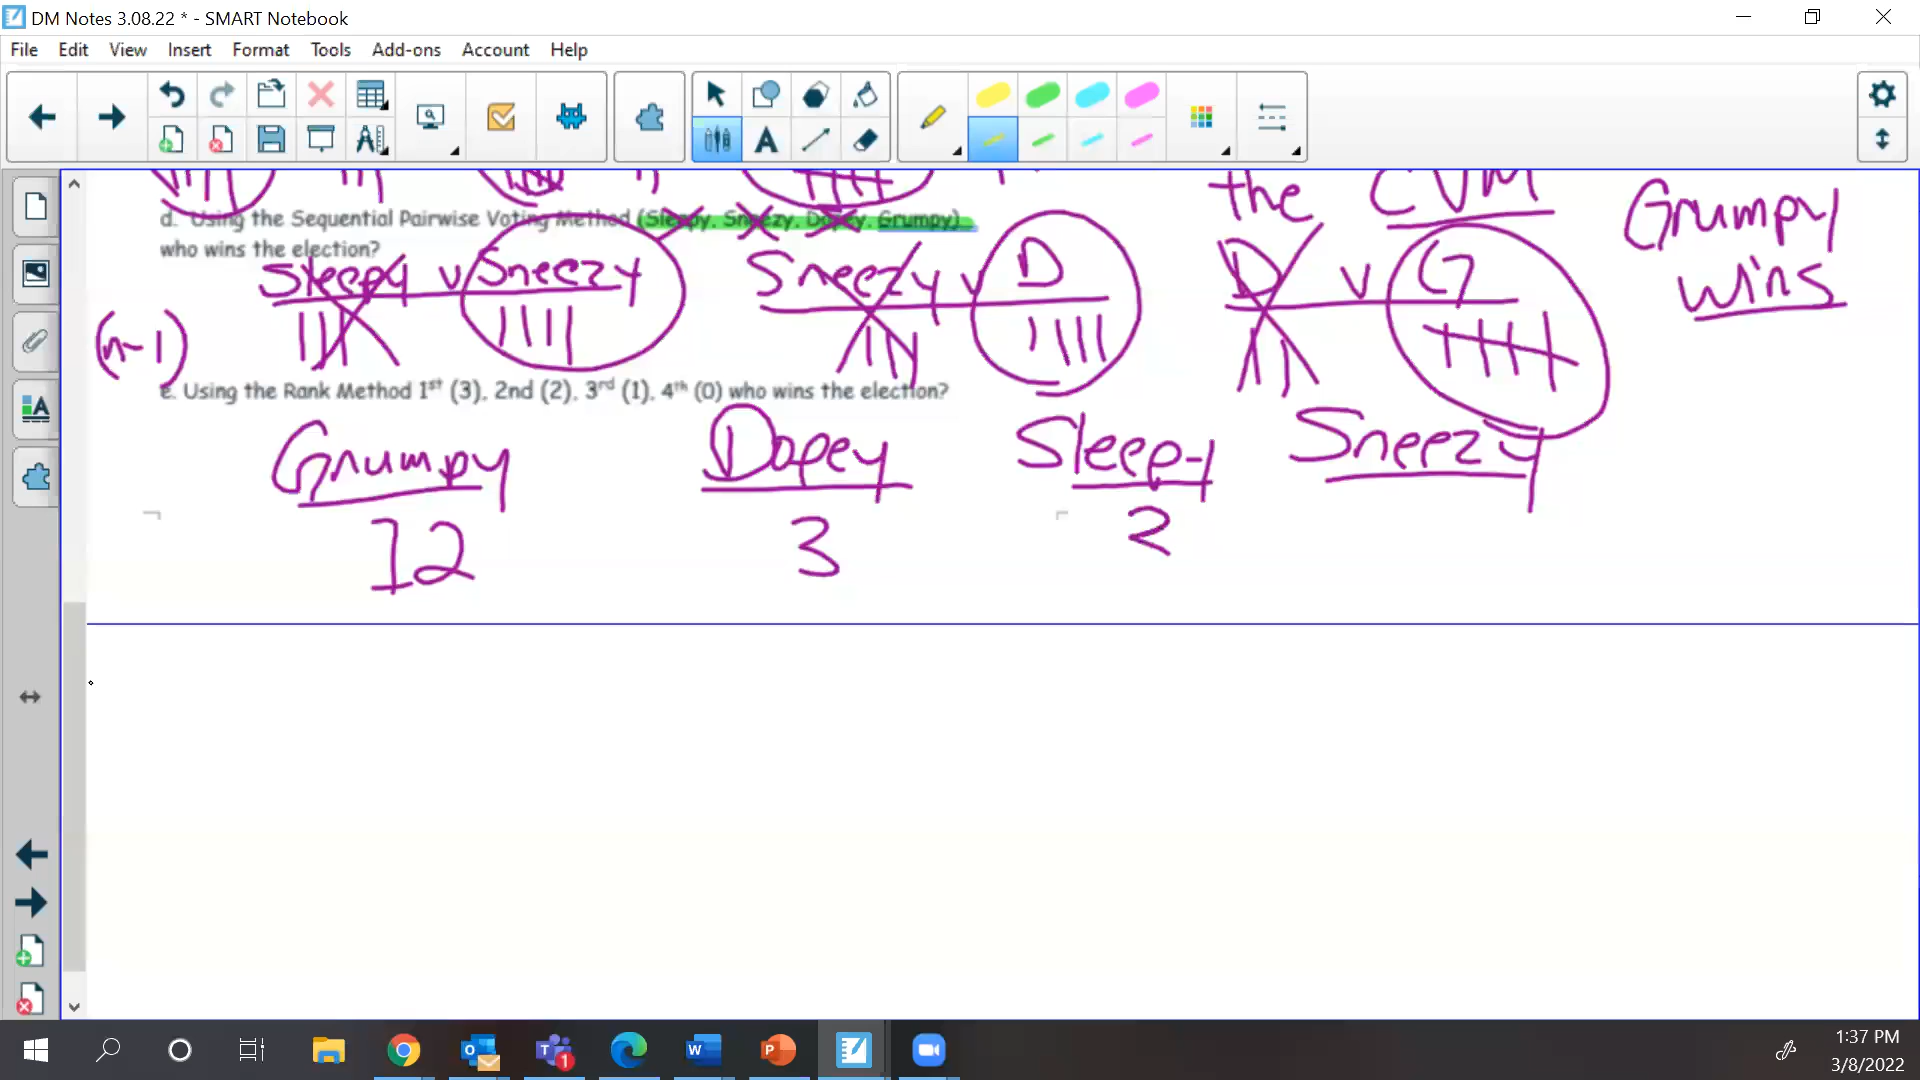 DM Notes 3.08.22 * - SMART Notebook
File Edit View Insert Format Tools Add-ons Account Help
the CVM
Grumpy
wins
d. Using the Sequential Pairwise Voting Method (Sleepy, Sneezy, Dopey, Grumpy)
who wins the election?
Sleepy v Sneezy
Sneezy v D
D v G
(n-1)
e. Using the Rank Method 1st (3), 2nd (2), 3rd (1), 4th (0) who wins the election?
Grumpy Dopey Sleepy Sneezy
12 3 2
1:37 PM
3/8/2022